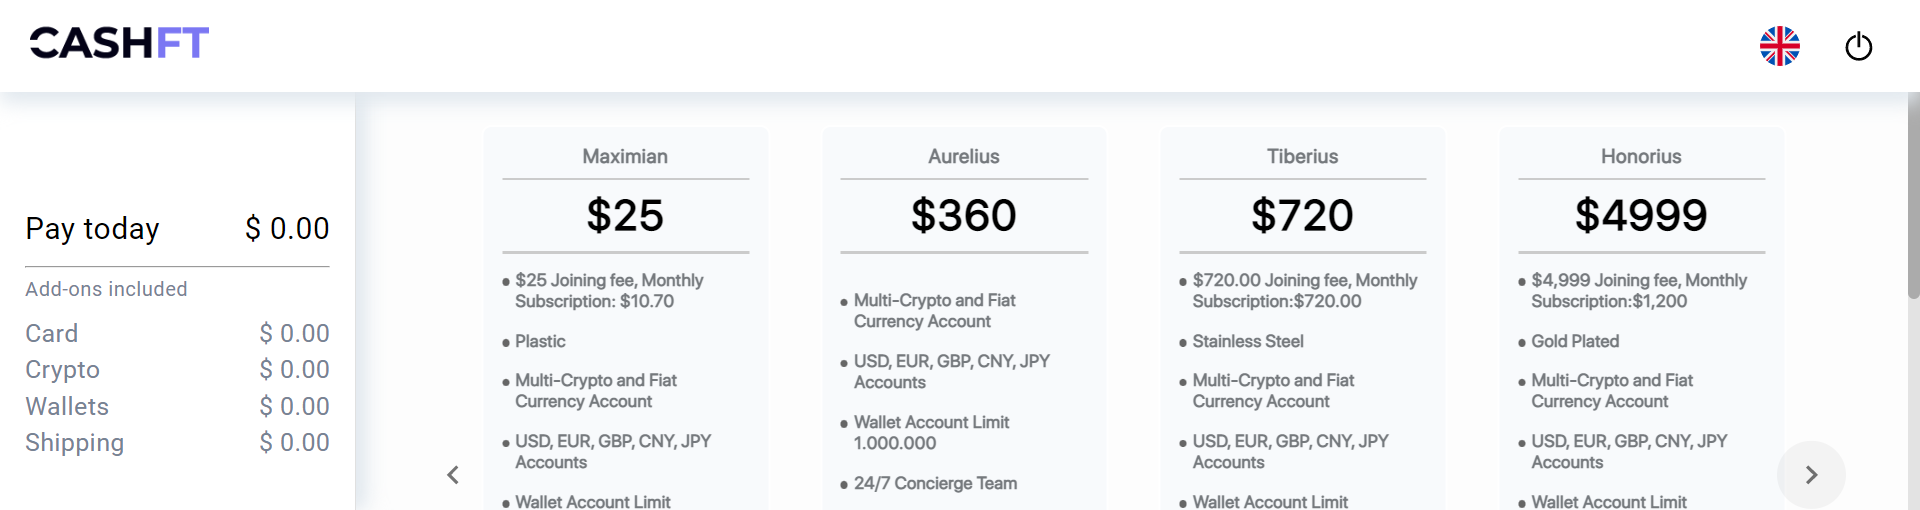 CASHFT
Pay today $ 0.00
Add-ons included
Card $ 0.00
Crypto $ 0.00
Wallets $ 0.00
Shipping $ 0.00
Maximian
$25
• $25 Joining fee, Monthly
Subscription: $10.70
• Plastic
• Multi-Crypto and Fiat
Currency Account
• USD, EUR, GBP, CNY, JPY
Accounts
• Wallet Account Limit
Aurelius
$360
• Multi-Crypto and Fiat
Currency Account
• USD, EUR, GBP, CNY, JPY
Accounts
• Wallet Account Limit
1.000.000
• 24/7 Concierge Team
Tiberius
$720
• $720.00 Joining fee, Monthly
Subscription:$720.00
• Stainless Steel
• Multi-Crypto and Fiat
Currency Account
• USD, EUR, GBP, CNY, JPY
Accounts
• Wallet Account Limit
Honorius
$4999
• $4,999 Joining fee, Monthly
Subscription:$1,200
• Gold Plated
• Multi-Crypto and Fiat
Currency Account
• USD, EUR, GBP, CNY, JPY
Accounts
• Wallet Account Limit